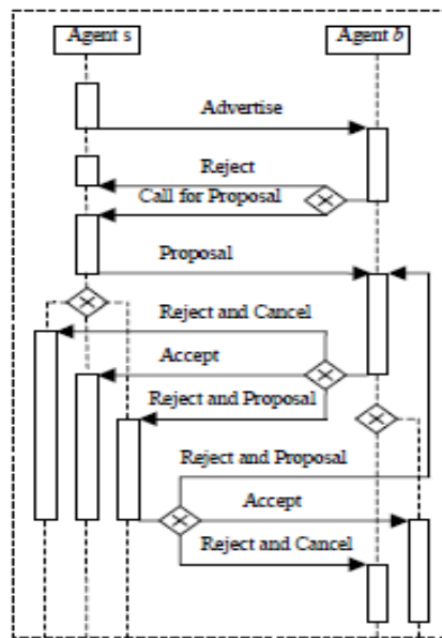 Agent s
Agent b
Advertise
Reject
Call for Proposal
Proposal
Reject and Cancel
Accept
Reject and Proposal
Reject and Proposal
Accept
Reject and Cancel